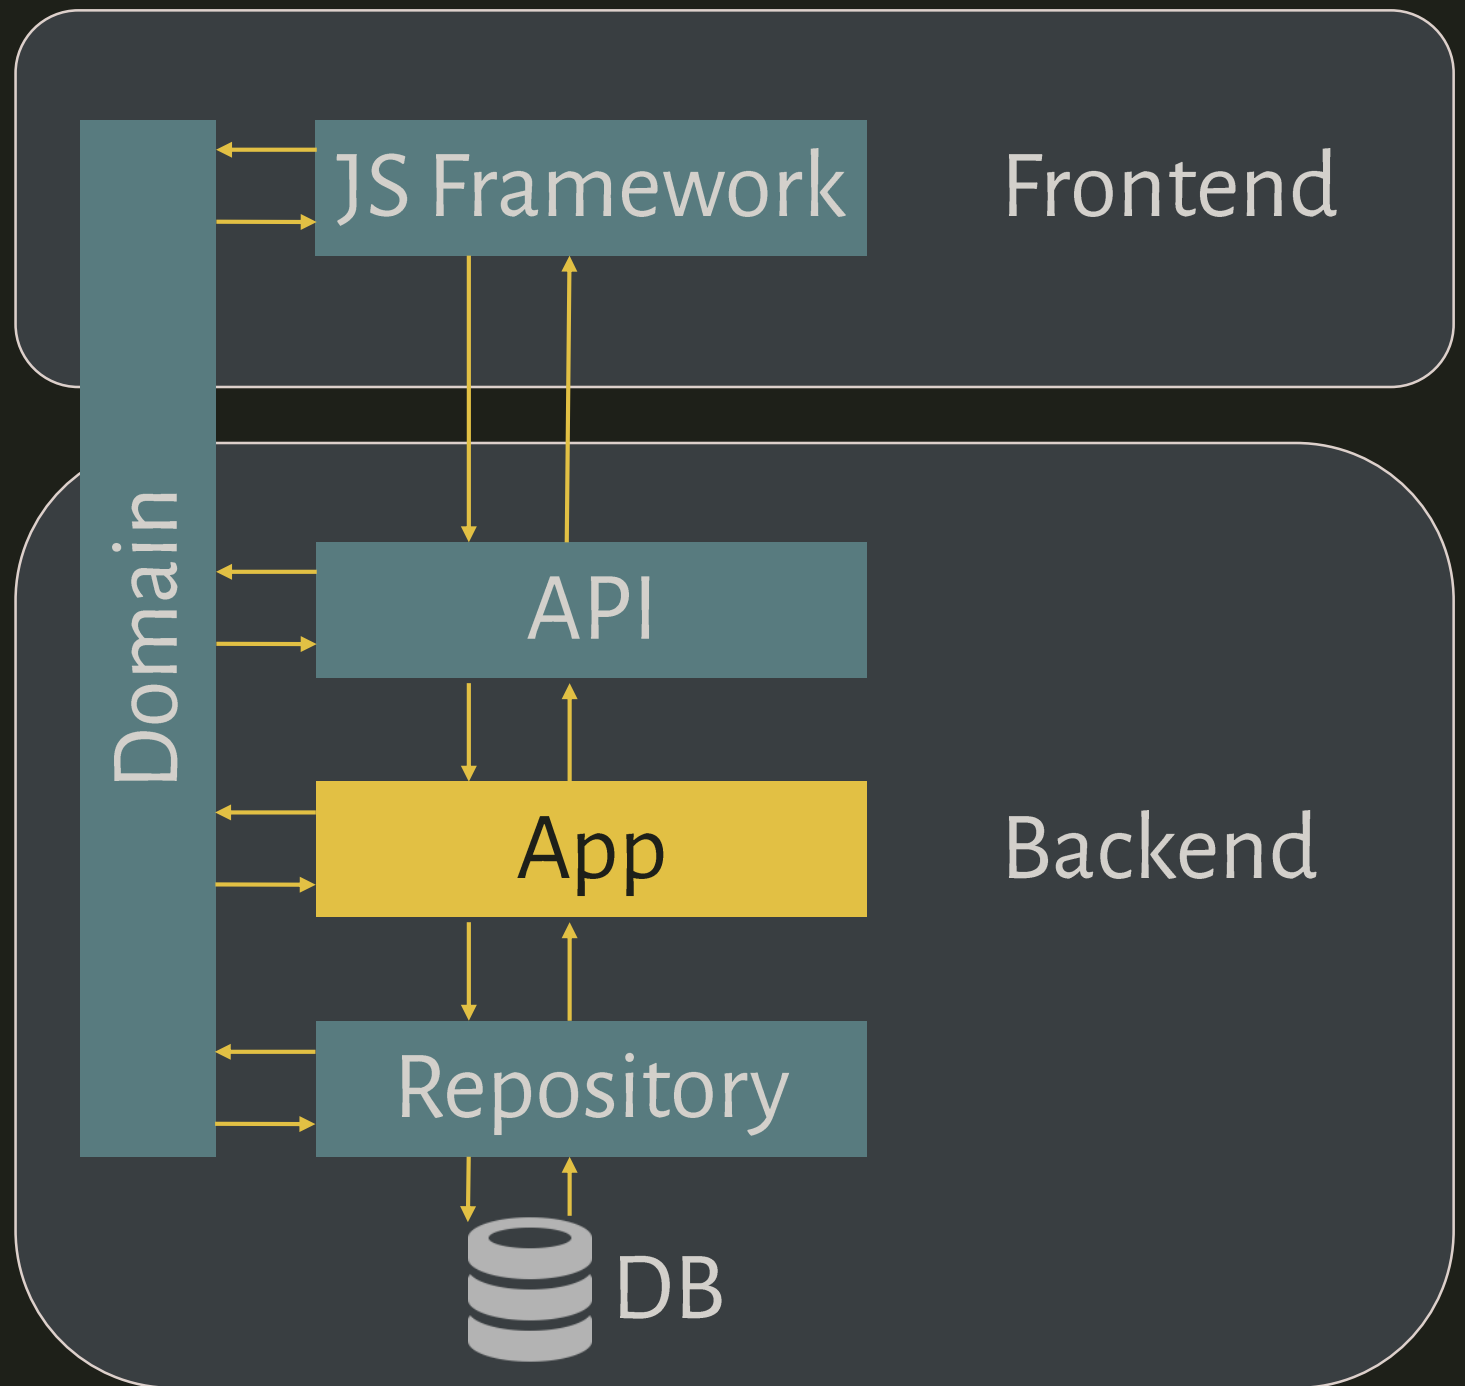 JS Framework
Frontend
Domain
API
App
Backend
Repository
DB